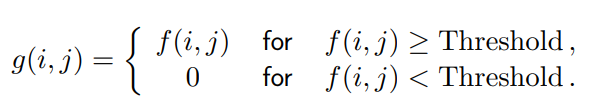 g(i, j) = { f(i, j) for f(i, j) ≥ Threshold ,
0 for f(i, j) < Threshold .